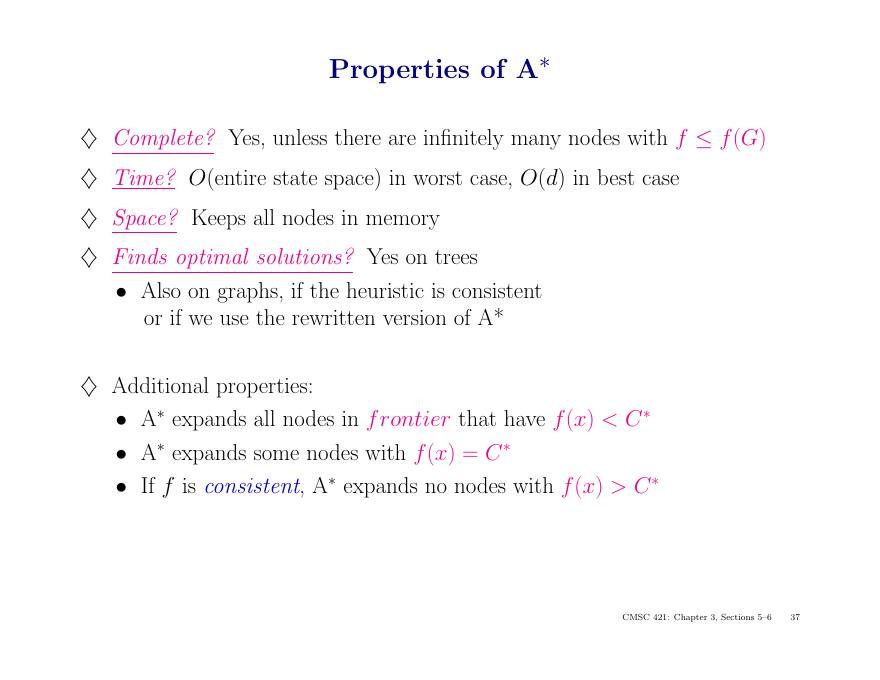 Properties of A*
♢ Complete? Yes, unless there are infinitely many nodes with f ≤ f(G)
♢ Time? O(entire state space) in worst case, O(d) in best case
♢ Space? Keeps all nodes in memory
♢ Finds optimal solutions? Yes on trees
• Also on graphs, if the heuristic is consistent
or if we use the rewritten version of A*
♢ Additional properties:
• A* expands all nodes in frontier that have f(x) < C*
• A* expands some nodes with f(x) = C*
• If f is consistent, A* expands no nodes with f(x) > C*
CMSC 421: Chapter 3, Sections 5–6 37